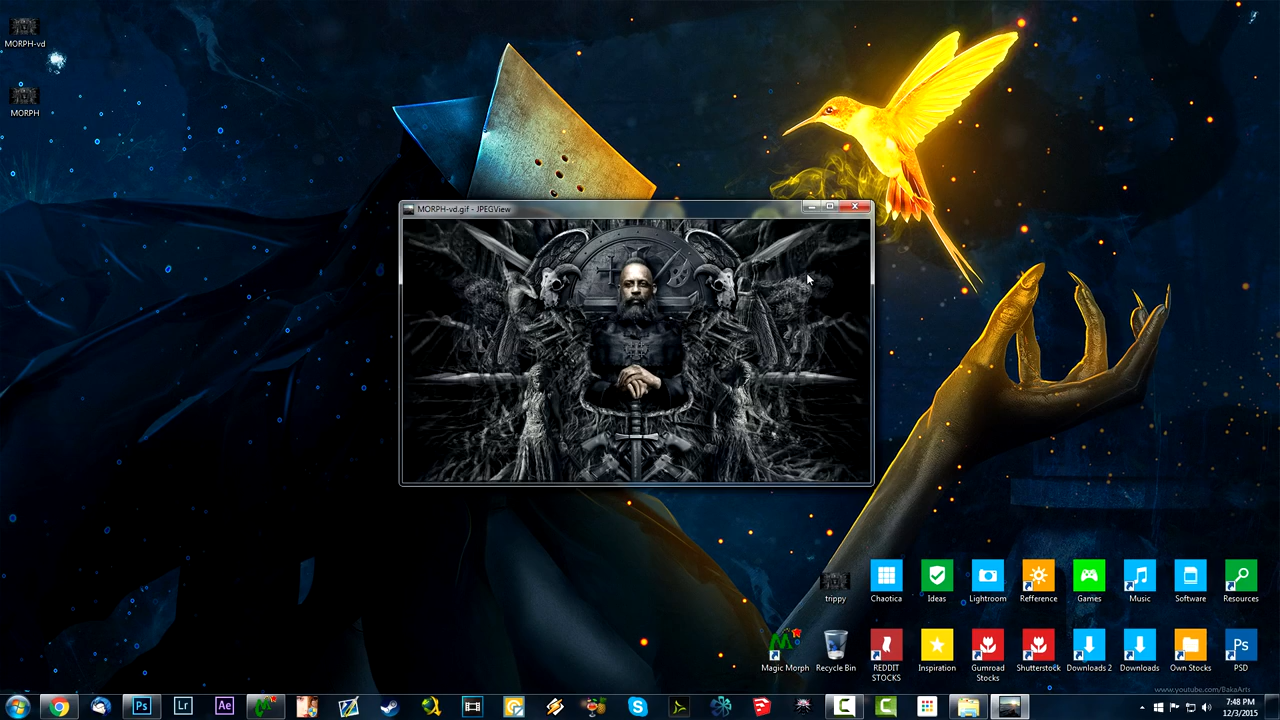 MORPH-vd
MORPH
MORPH-vd.gif - JPEGView
trippy
Chaotica
Ideas
Lightroom
Refference
Games
Music
Software
Resources
Magic Morph
Recycle Bin
REDDIT
STOCKS
Inspiration
Gumroad
Stocks
Shutterstock
Downloads 2
Downloads
Own Stocks
Ps
PSD
www.youtube.com/BakaArts
Ps
Lr
Ae
7:48 PM
12/3/2015